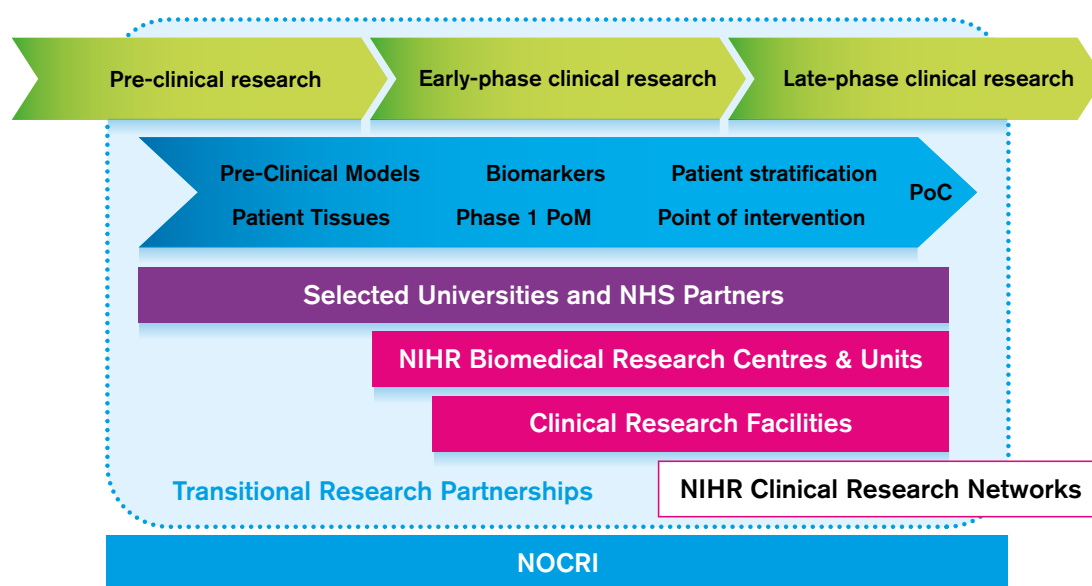 Pre-clinical research
Early-phase clinical research
Late-phase clinical research
Pre-Clinical Models
Biomarkers
Patient stratification
PoC
Patient Tissues
Phase 1 PoM
Point of intervention
Selected Universities and NHS Partners
NIHR Biomedical Research Centres & Units
Clinical Research Facilities
Transitional Research Partnerships
NIHR Clinical Research Networks
NOCRI